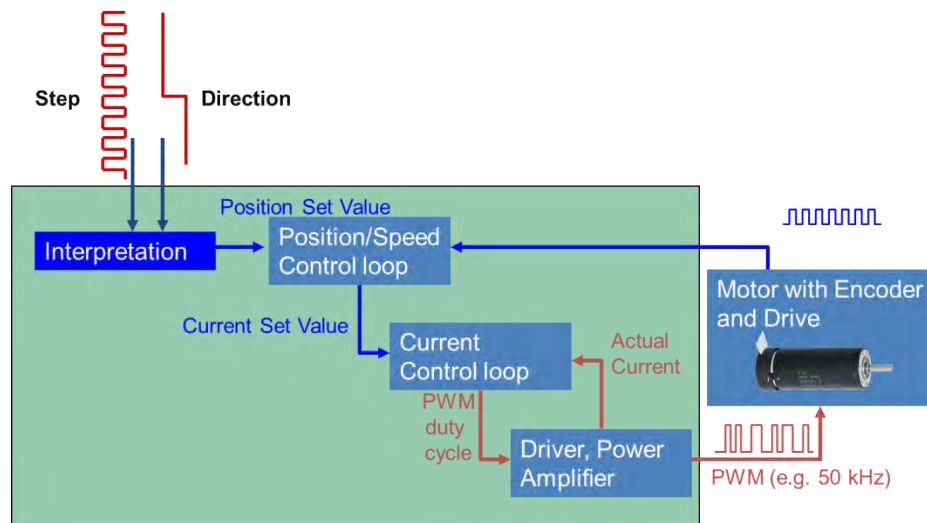 Step
Direction
Position Set Value
Interpretation
Position/Speed
Control loop
Motor with Encoder
and Drive
Current Set Value
Current
Control loop
Actual
Current
PWM
duty
cycle
Driver, Power
Amplifier
PWM (e.g. 50 kHz)